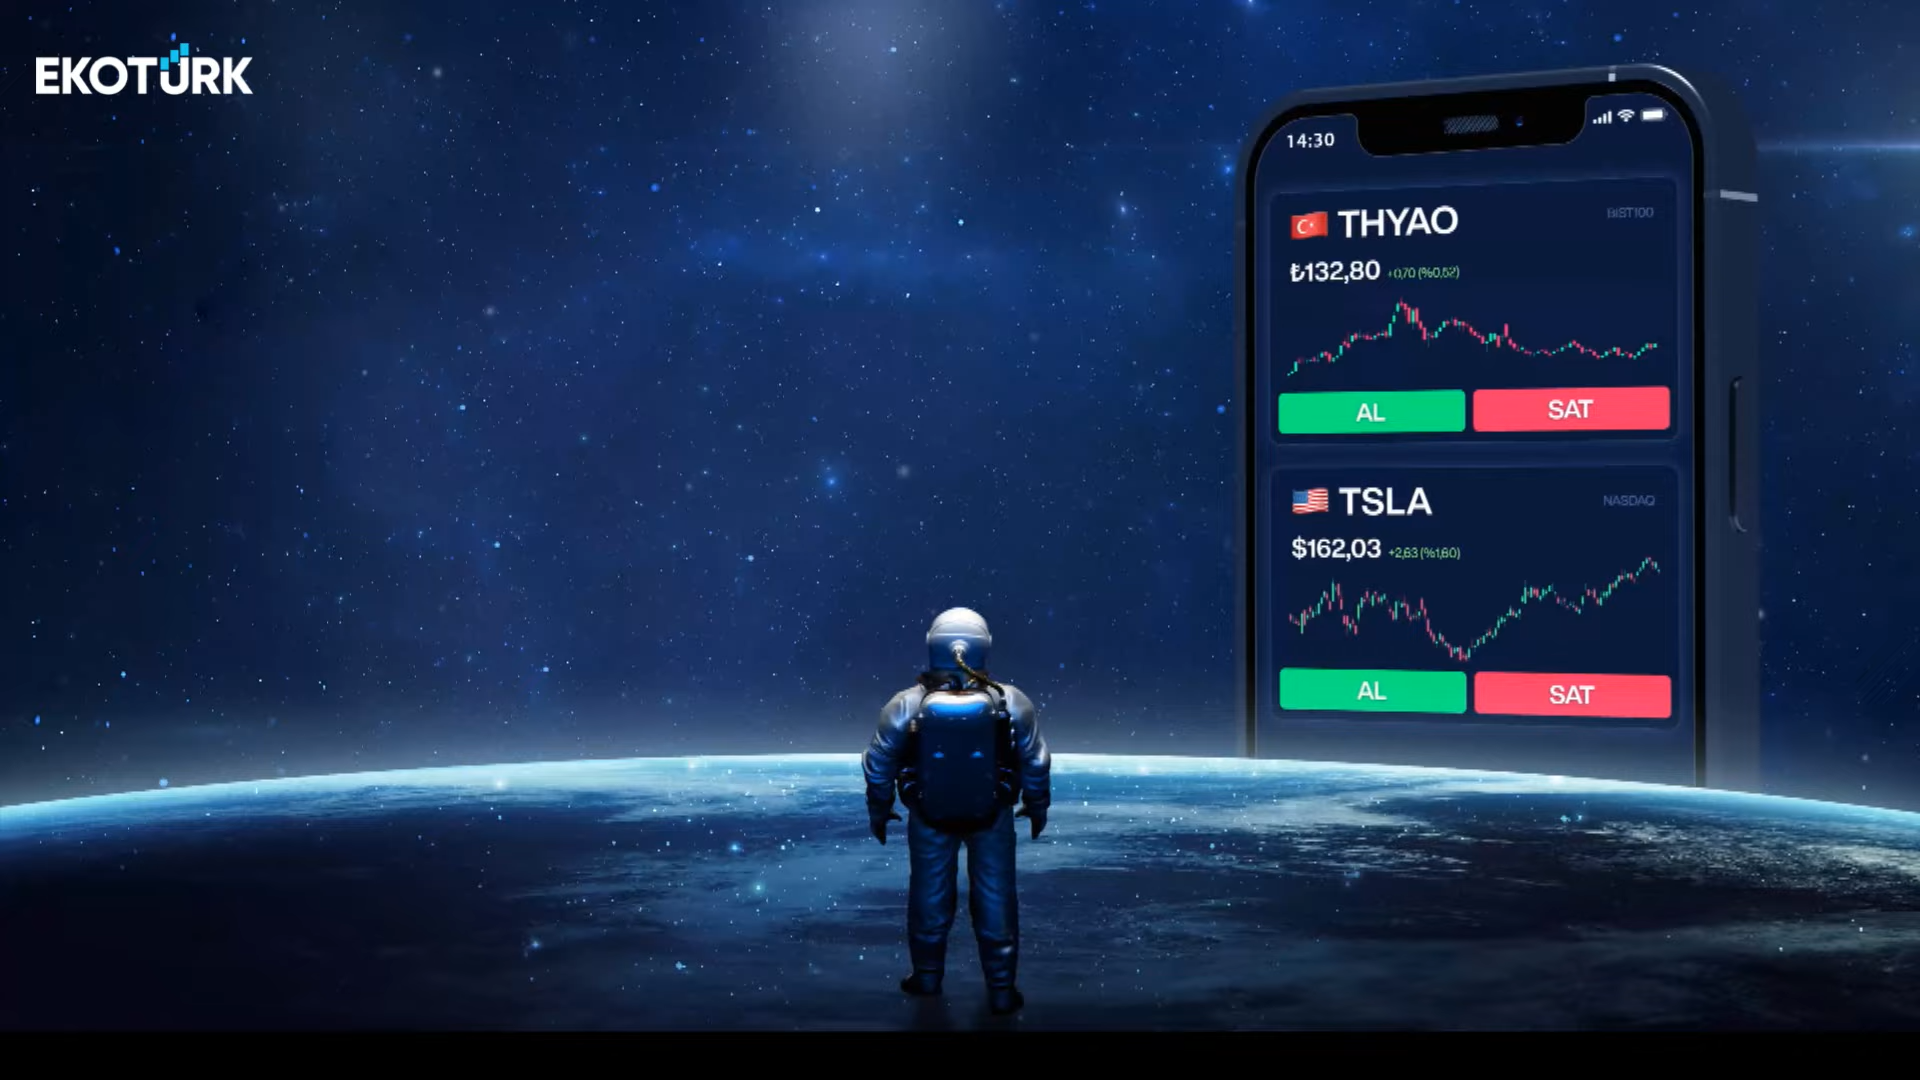 EKOTÜRK
14:30
THYAO
BIST100
₺132,80 +0,70 (%0,52)
AL
SAT
TSLA
NASDAQ
$162,03 +2,63 (%1,60)
AL
SAT